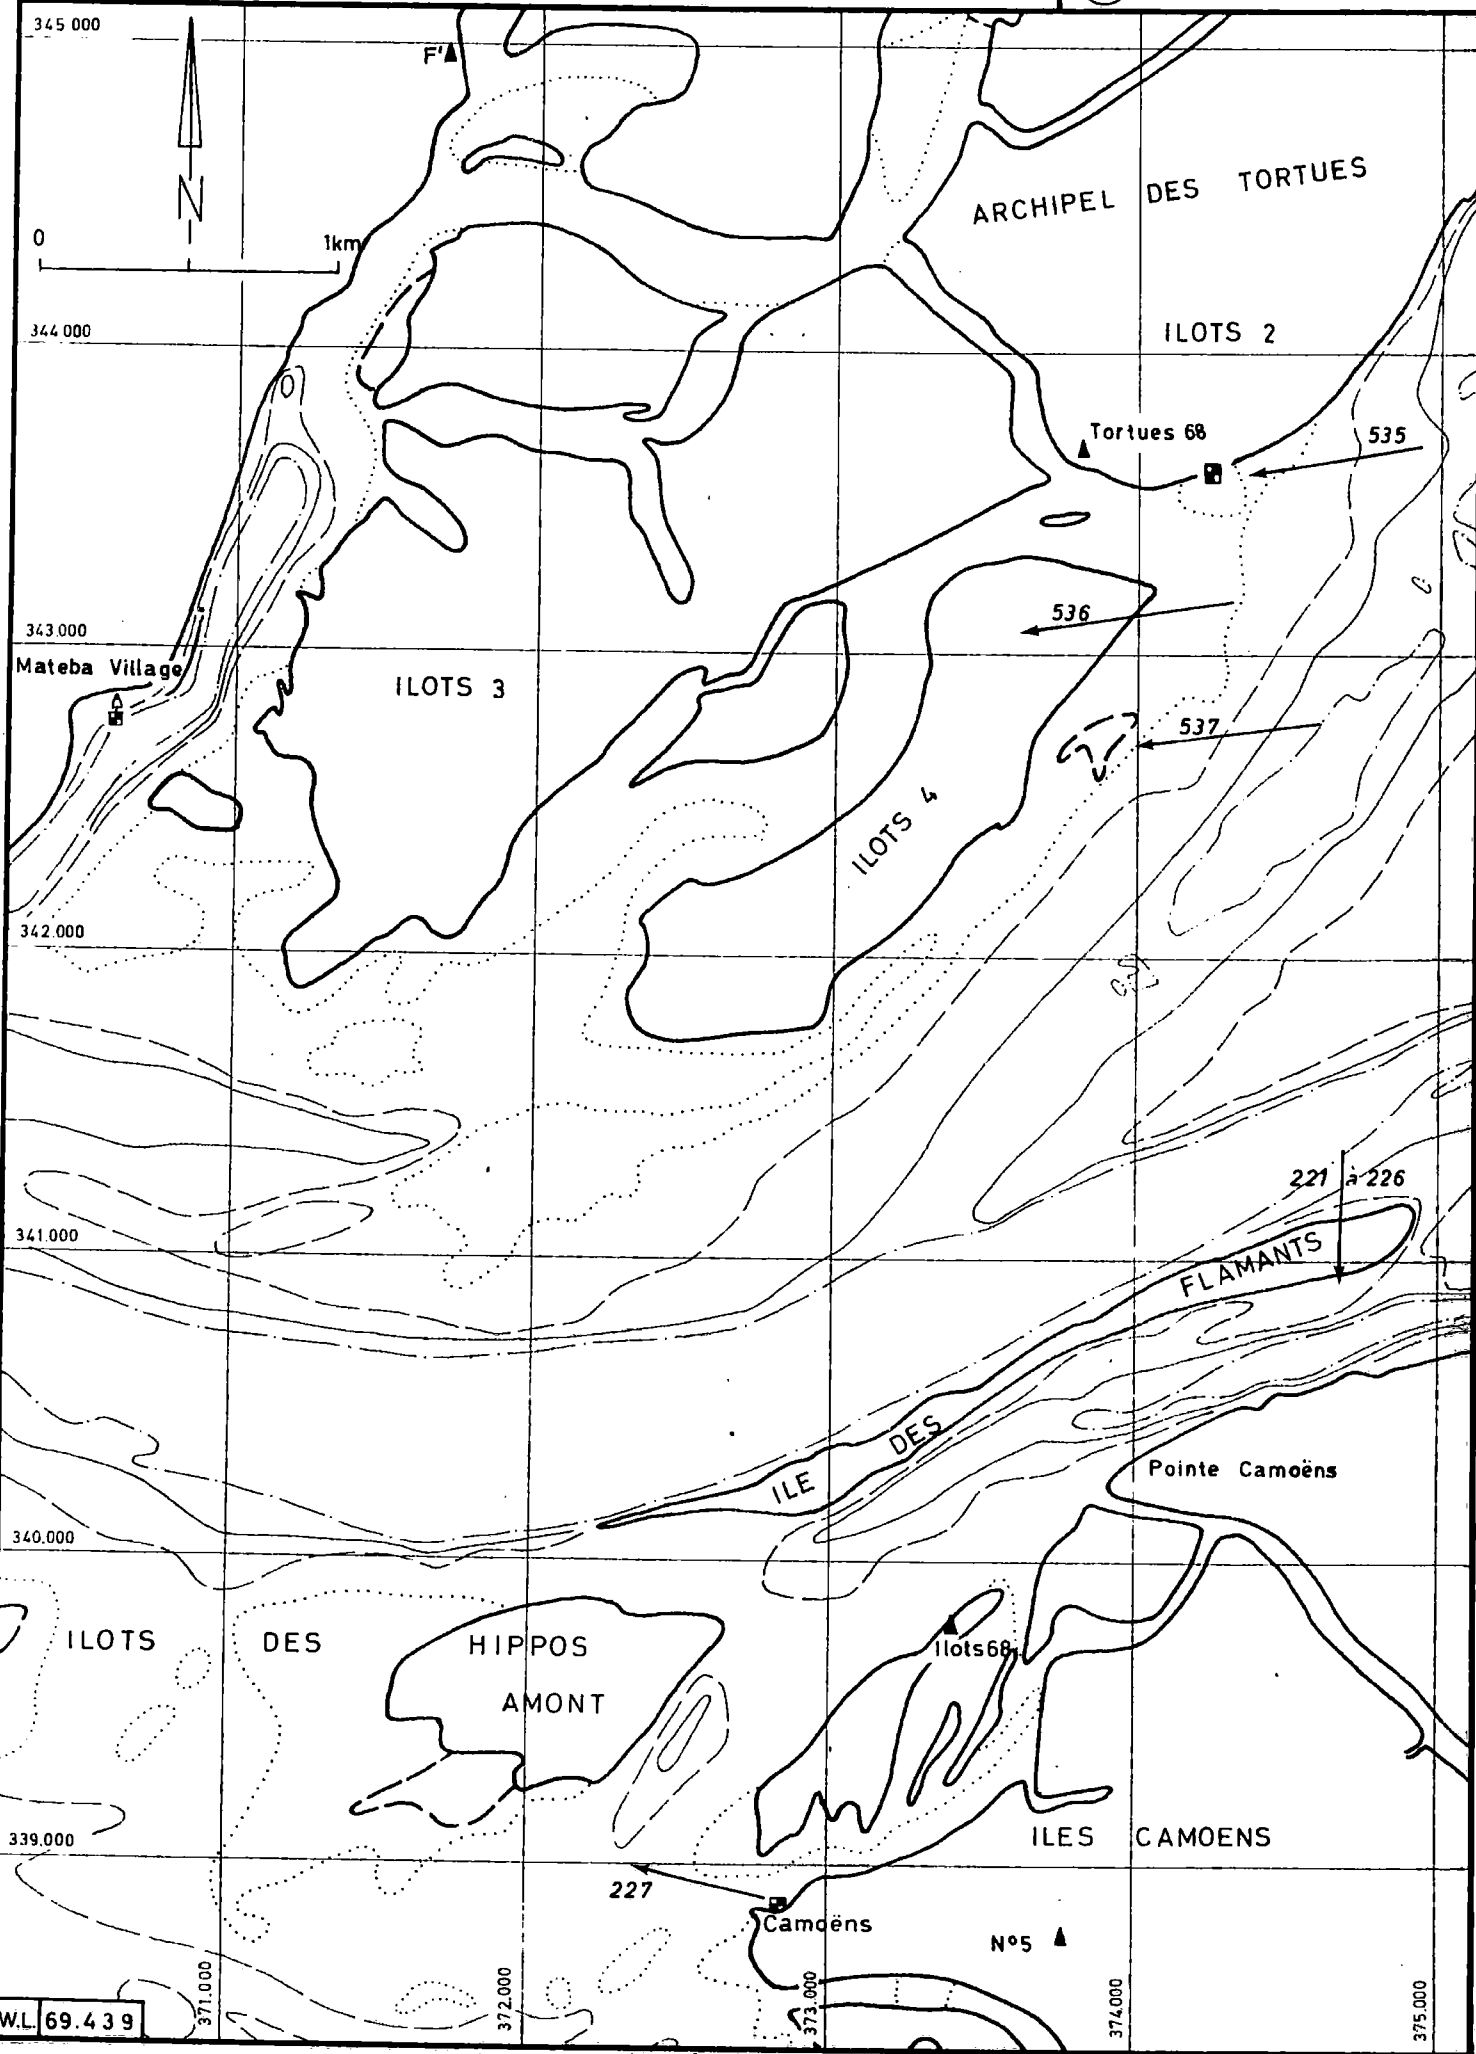 345 000
F'
N
0 1km
ARCHIPEL DES TORTUES
344 000
ILOTS 2
Tortues 68
535
536
343.000
Mateba Village
ILOTS 3
537
ILOTS 4
342.000
221 à 226
341.000
ILE DES FLAMANTS
Pointe Camoëns
340.000
ILOTS DES HIPPOS
AMONT
Ilots 68
339.000
ILES CAMOENS
227
Camoëns
N°5
371.000
372.000
373.000
374.000
375.000
W.L. 69.439